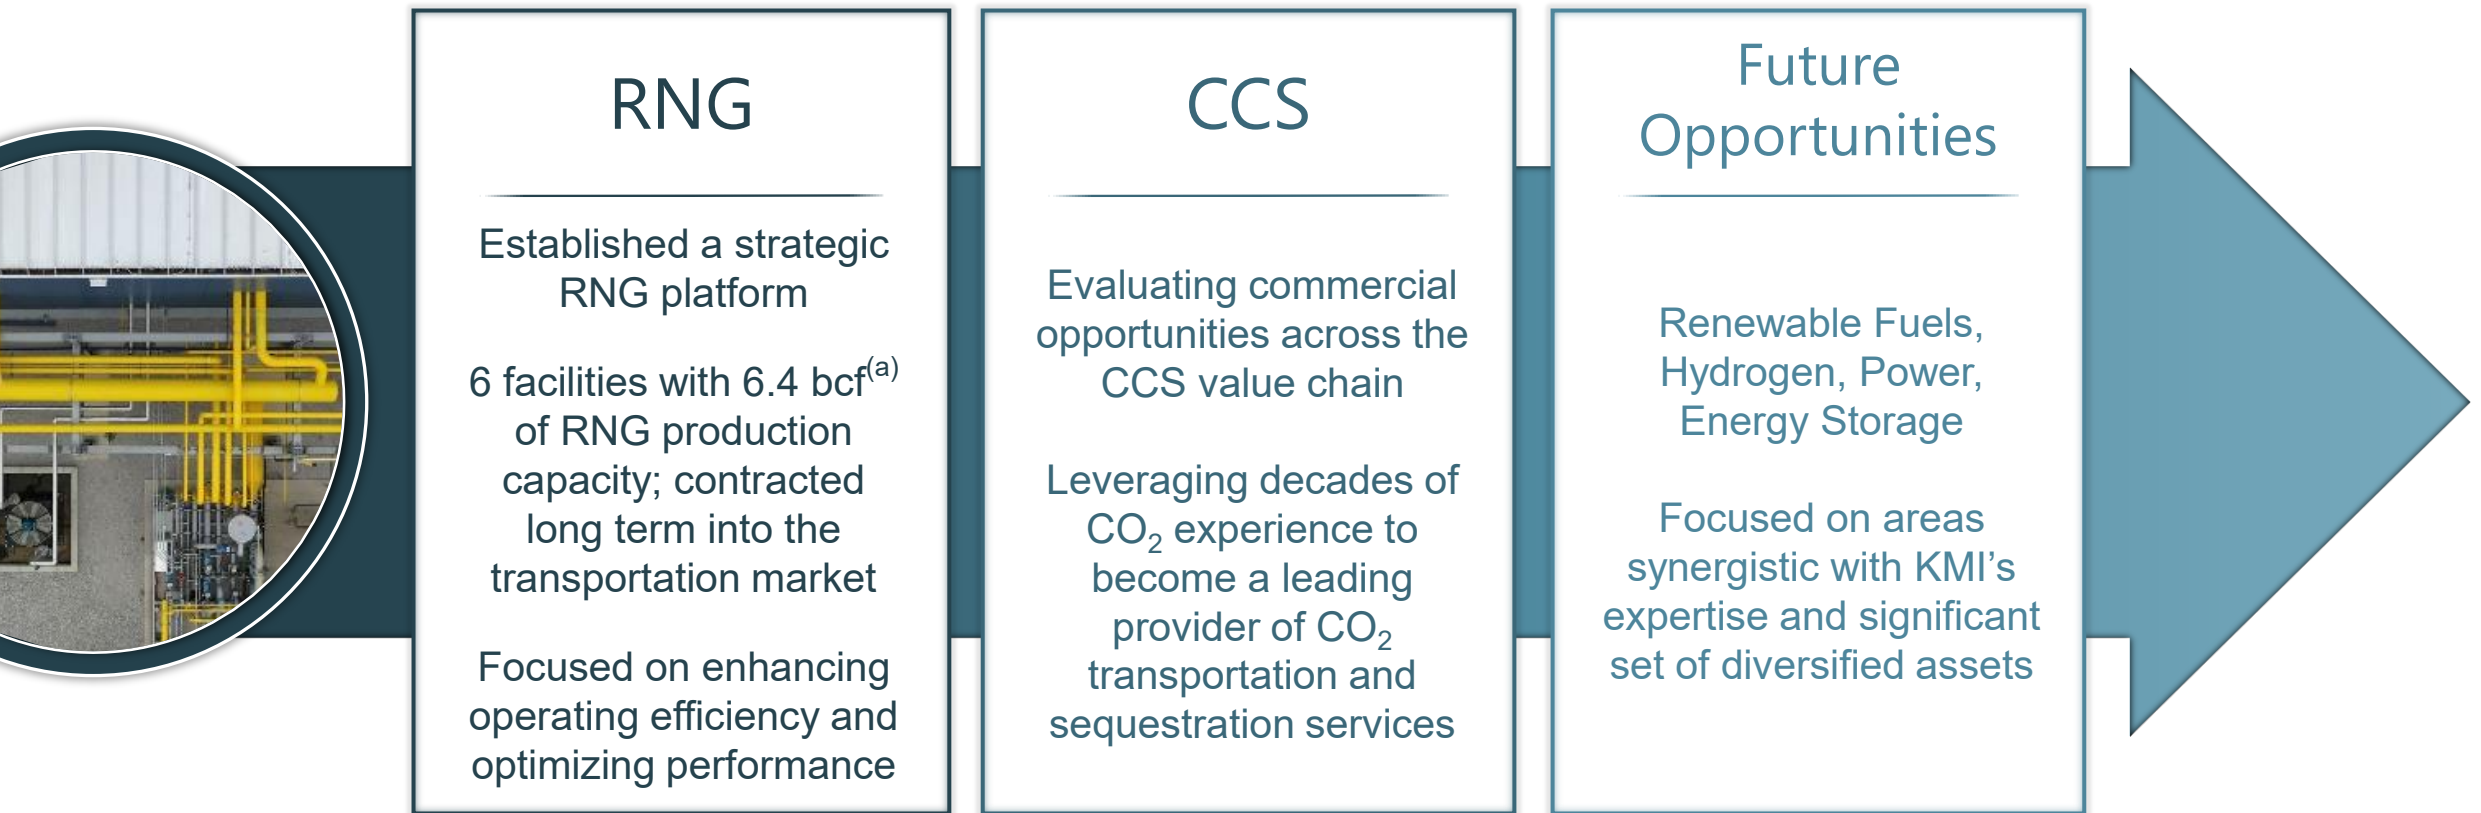 RNG
Established a strategic
RNG platform
6 facilities with 6.4 bcf(a)
of RNG production
capacity; contracted
long term into the
transportation market
Focused on enhancing
operating efficiency and
optimizing performance
CCS
Evaluating commercial
opportunities across the
CCS value chain
Leveraging decades of
CO2 experience to
become a leading
provider of CO2
transportation and
sequestration services
Future
Opportunities
Renewable Fuels,
Hydrogen, Power,
Energy Storage
Focused on areas
synergistic with KMI’s
expertise and significant
set of diversified assets